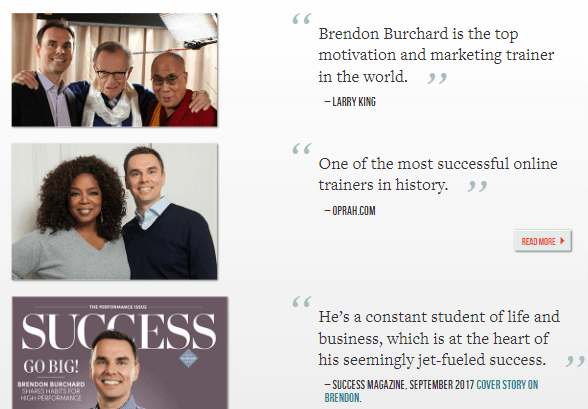 “
Brendon Burchard is the top
motivation and marketing trainer
in the world. ”
– LARRY KING
“
One of the most successful online
trainers in history. ”
– OPRAH.COM
READ MORE
THE PERFORMANCE ISSUE
SUCCESS
GO BIG!
BRENDON BURCHARD
SHARES HABITS FOR
HIGH PERFORMANCE
“
He’s a constant student of life and
business, which is at the heart of
his seemingly jet-fueled success. ”
– SUCCESS MAGAZINE, SEPTEMBER 2017 COVER STORY ON
BRENDON.